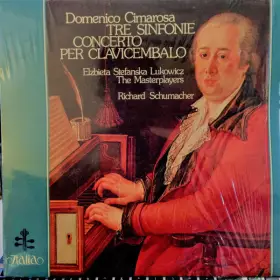 Domenico Cimarosa
TRE SINFONIE
CONCERTO
PER CLAVICEMBALO
Elzbieta Stefanska Lukowicz
The Masterplayers
Richard Schumacher
Italia